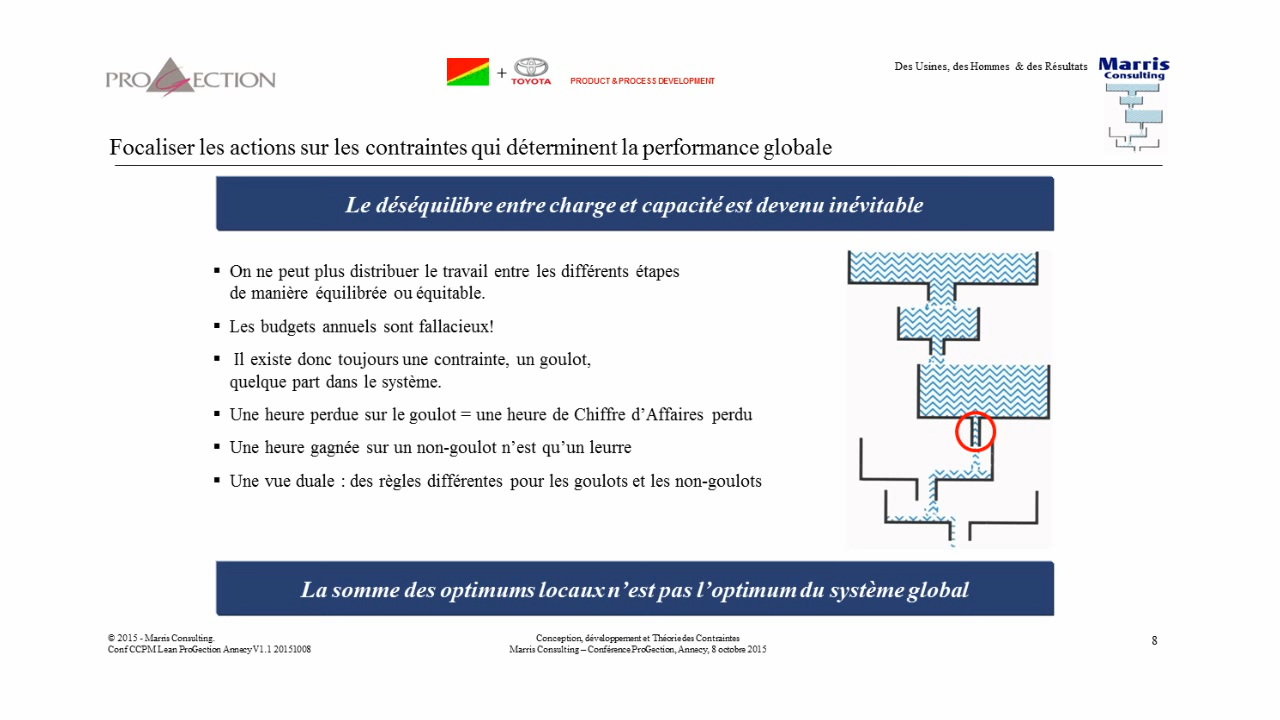 PROGECTION
+
TOYOTA
PRODUCT & PROCESS DEVELOPMENT
Des Usines, des Hommes & des Résultats
Marris
Consulting
Focaliser les actions sur les contraintes qui déterminent la performance globale
Le déséquilibre entre charge et capacité est devenu inévitable
▪ On ne peut plus distribuer le travail entre les différents étapes
de manière équilibrée ou équitable.
▪ Les budgets annuels sont fallacieux!
▪ Il existe donc toujours une contrainte, un goulot,
quelque part dans le système.
▪ Une heure perdue sur le goulot = une heure de Chiffre d’Affaires perdu
▪ Une heure gagnée sur un non-goulot n’est qu’un leurre
▪ Une vue duale : des règles différentes pour les goulots et les non-goulots
La somme des optimums locaux n’est pas l’optimum du système global
© 2015 - Marris Consulting.
Conf CCPM Lean ProGection Annecy V1.1 20151008
Conception, développement et Théorie des Contraintes
Marris Consulting – Conférence ProGection, Annecy, 8 octobre 2015
8